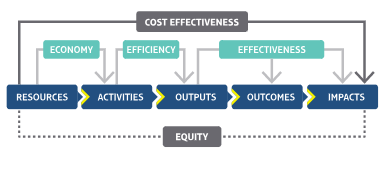 COST EFFECTIVENESS
ECONOMY EFFICIENCY EFFECTIVENESS
RESOURCES ACTIVITIES OUTPUTS OUTCOMES IMPACTS
EQUITY